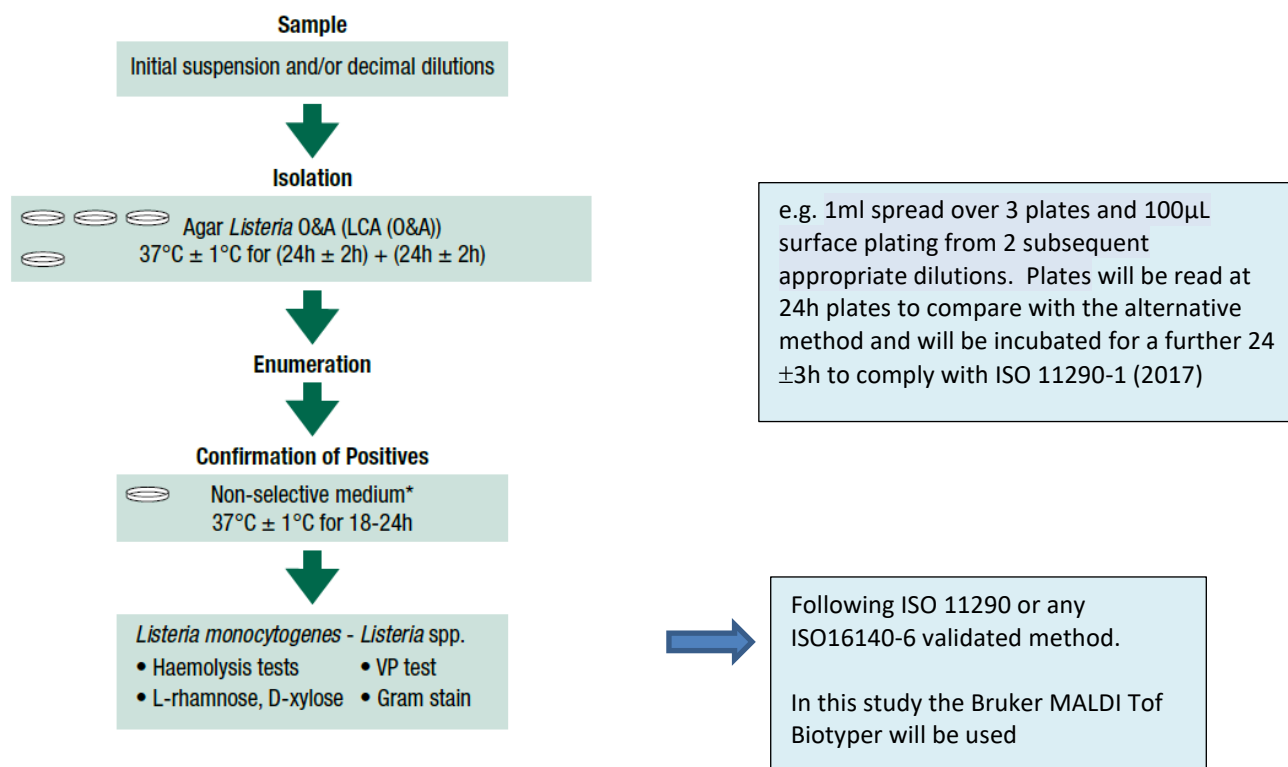 Sample
Initial suspension and/or decimal dilutions
Isolation
Agar Listeria O&A (LCA (O&A))
37°C ± 1°C for (24h ± 2h) + (24h ± 2h)
e.g. 1ml spread over 3 plates and 100µL
surface plating from 2 subsequent
appropriate dilutions.  Plates will be read at
24h plates to compare with the alternative
method and will be incubated for a further 24
±3h to comply with ISO 11290-1 (2017)
Enumeration
Confirmation of Positives
Non-selective medium*
37°C ± 1°C for 18-24h
Listeria monocytogenes - Listeria spp.
• Haemolysis tests • VP test
• L-rhamnose, D-xylose • Gram stain
Following ISO 11290 or any
ISO16140-6 validated method.
In this study the Bruker MALDI Tof
Biotyper will be used